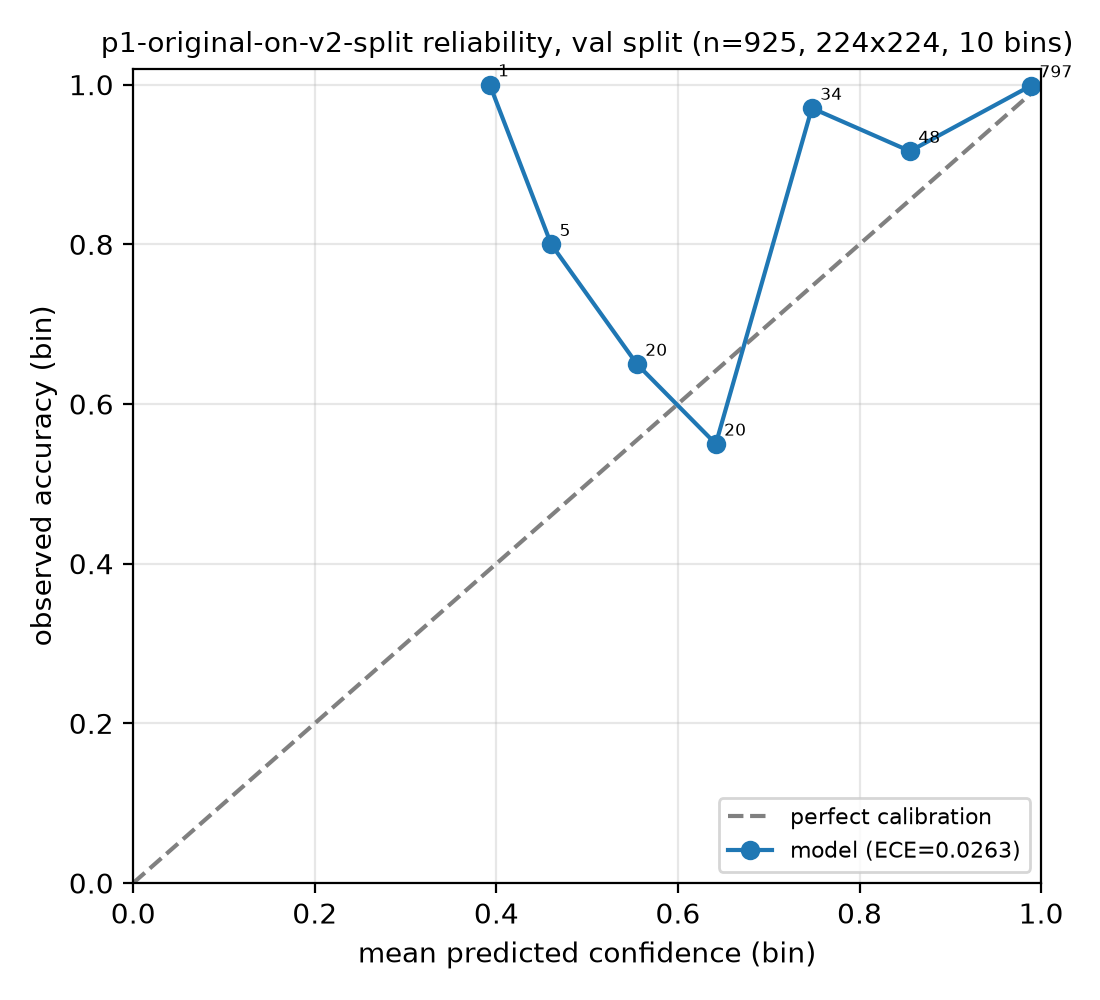 p1-original-on-v2-split reliability, val split (n=925, 224x224, 10 bins)
1.0
0.8
0.6
0.4
0.2
0.0
observed accuracy (bin)
1
5
20
20
34
48
797
perfect calibration
model (ECE=0.0263)
0.0 0.2 0.4 0.6 0.8 1.0
mean predicted confidence (bin)